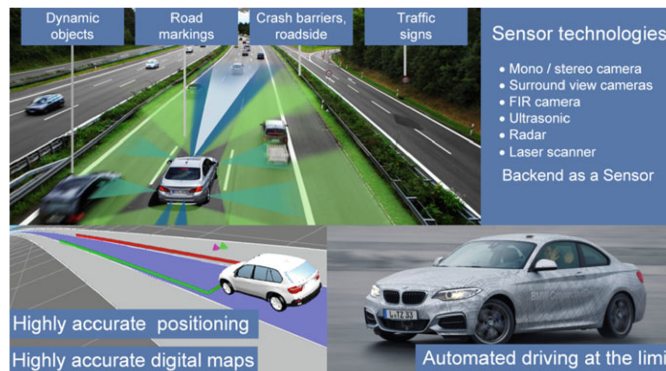 Dynamic
objects
Road
markings
Crash barriers,
roadside
Traffic
signs
Sensor technologies
• Mono / stereo camera
• Surround view cameras
• FIR camera
• Ultrasonic
• Radar
• Laser scanner
Backend as a Sensor
Highly accurate positioning
Highly accurate digital maps
Automated driving at the limi